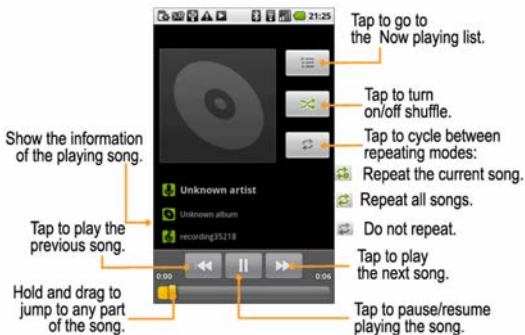 21:25
Tap to go to
the Now playing list.
Tap to turn
on/off shuffle.
Tap to cycle between
repeating modes:
Repeat the current song.
Repeat all songs.
Do not repeat.
Show the information
of the playing song.
Unknown artist
Unknown album
recording35218
Tap to play the
previous song.
Tap to play
the next song.
0:00
0:06
Hold and drag to
jump to any part
of the song.
Tap to pause/resume
playing the song.